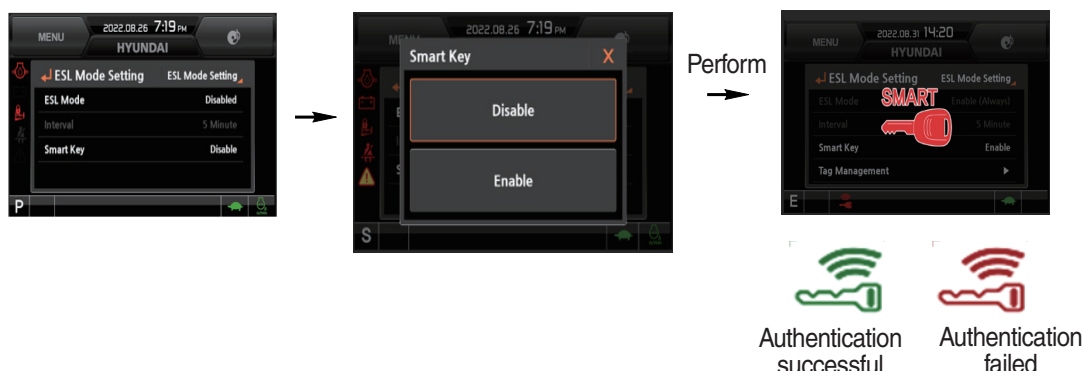 2022.08.26 7:19 PM
MENU
HYUNDAI
ESL Mode Setting ESL Mode Setting
ESL Mode Disabled
Interval 5 Minute
Smart Key Disable
P
2022.08.26 7:19 PM
Smart Key X
Disable
Enable
S
Perform
2022.08.31 14:20
MENU
HYUNDAI
ESL Mode Setting ESL Mode Setting
ESL Mode Enable (Always)
SMART
Interval 5 Minute
Smart Key Enable
Tag Management
E
Authentication
successful
Authentication
failed